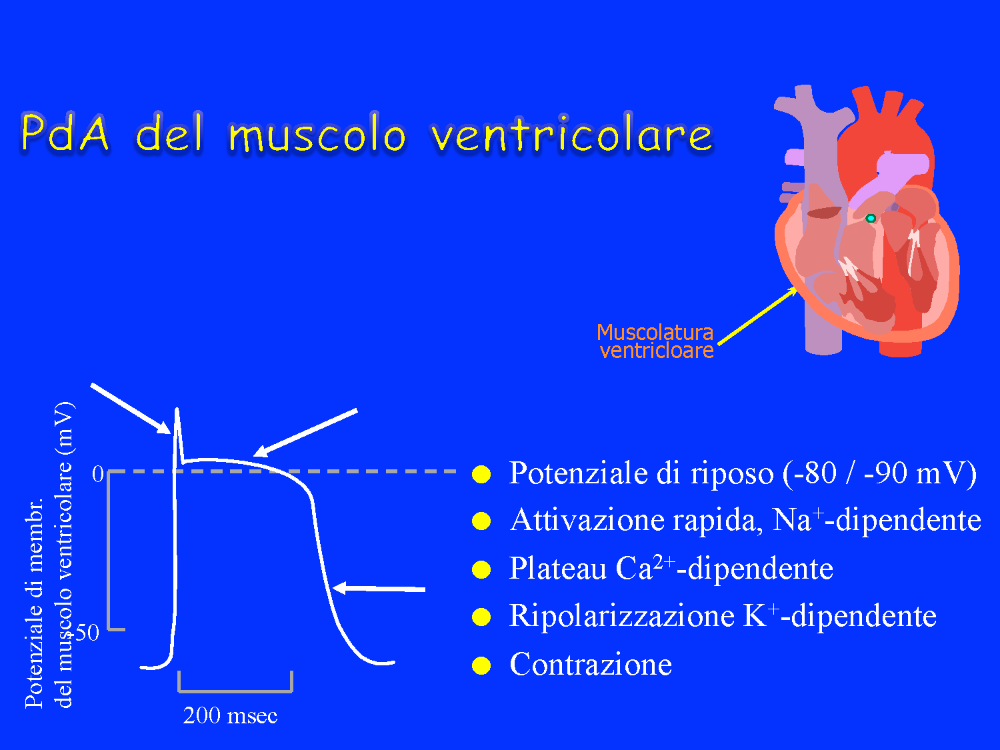 PdA del muscolo ventricolare
Muscolatura
ventricloare
Potenziale di membr.
del muscolo ventricolare (mV)
0
-50
200 msec
Potenziale di riposo (-80 / -90 mV)
Attivazione rapida, Na⁺-dipendente
Plateau Ca²⁺-dipendente
Ripolarizzazione K⁺-dipendente
Contrazione